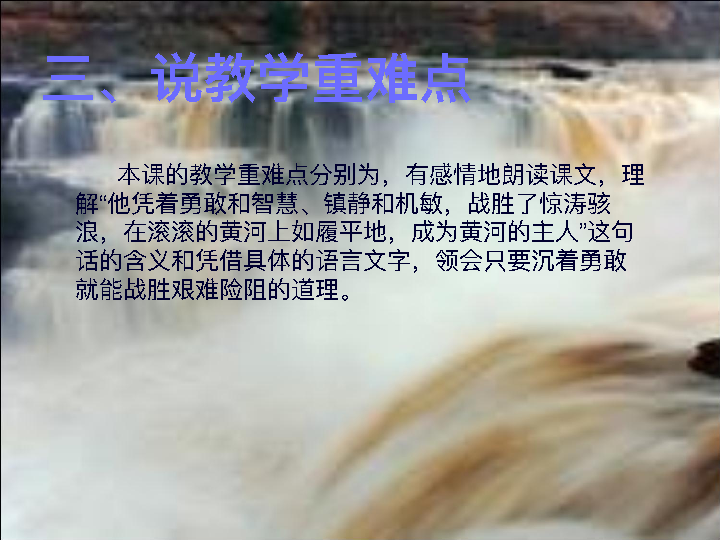 三、说教学重难点
本课的教学重难点分别为，有感情地朗读课文，理
解“他凭着勇敢和智慧、镇静和机敏，战胜了惊涛骇
浪，在滚滚的黄河上如履平地，成为黄河的主人”这句
话的含义和凭借具体的语言文字，领会只要沉着勇敢
就能战胜艰难险阻的道理。